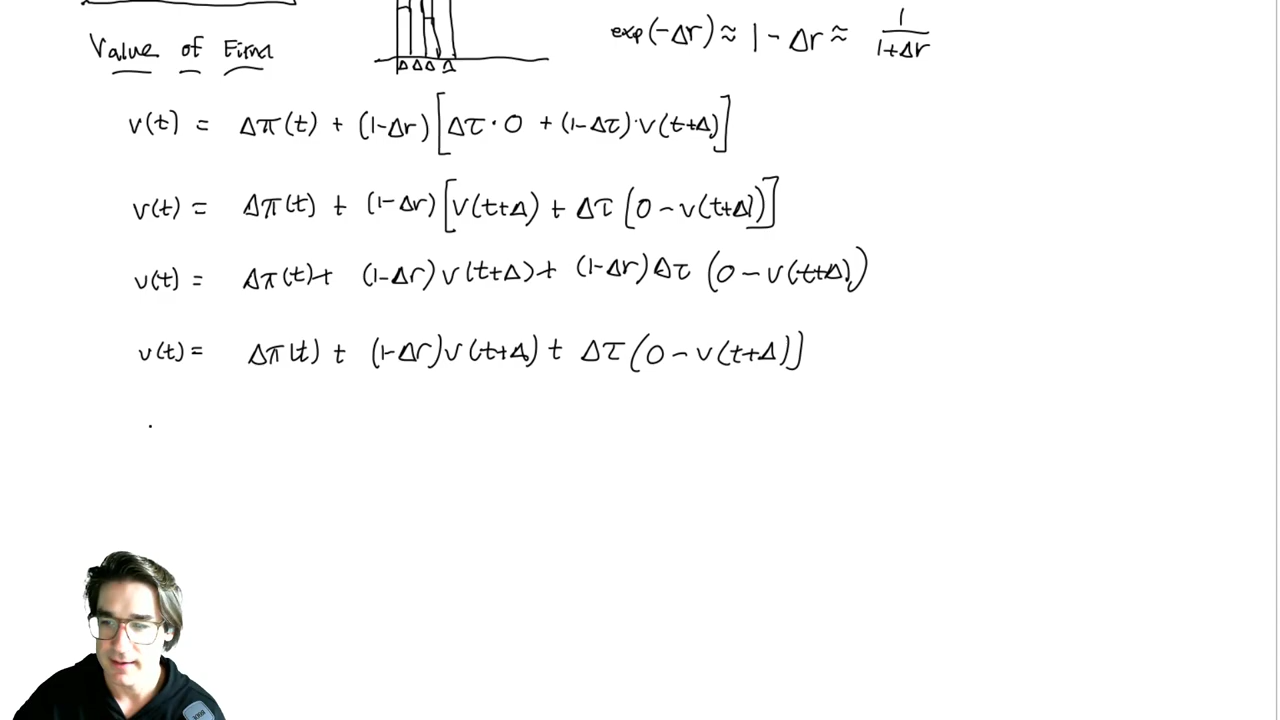 exp(-Δr) ≈ 1 - Δr ≈ 1/(1+Δr)
Value of Firm
Δ Δ Δ Δ
v(t) = Δπ(t) + (1-Δr)[Δτ·0 + (1-Δτ)·v(t+Δ)]
v(t) = Δπ(t) + (1-Δr)[v(t+Δ) + Δτ(0 - v(t+Δ))]
v(t) = Δπ(t) + (1-Δr)v(t+Δ) + (1-Δr)Δτ(0 - v(t+Δ))
v(t) = Δπ(t) + (1-Δr)v(t+Δ) + Δτ(0 - v(t+Δ))